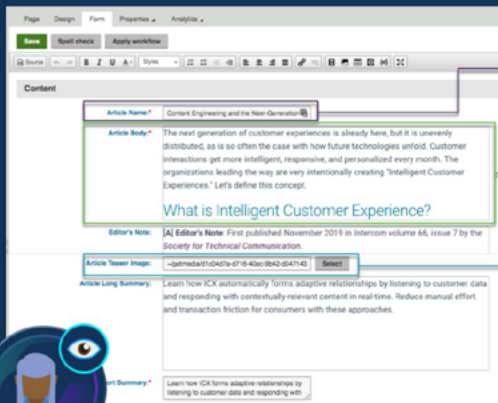 Page Design Form Properties Analytics
Save Spell check Apply workflow
Source B I U A Styles
Content
Article Name:* Content Engineering and the Next-Generation
Article Body:* The next generation of customer experiences is already here, but it is unevenly
distributed, as is so often the case with how future technologies unfold. Customer
interactions get more intelligent, responsive, and personalized every month. The
organizations leading the way are very intentionally creating "Intelligent Customer
Experiences." Let's define this concept.
What is Intelligent Customer Experience?
Editor's Note: [A] Editor's Note: First published November 2019 in Intercom volume 66, issue 7 by the
Society for Technical Communication.
Article Teaser Image: Select
Article Long Summary: Learn how ICX automatically forms adaptive relationships by listening to customer data
and responding with contextually-relevant content in real-time. Reduce manual effort
and transaction friction for consumers with these approaches.
ort Summary:* Learn how ICX forms adaptive relationships by
listening to customer data and responding with